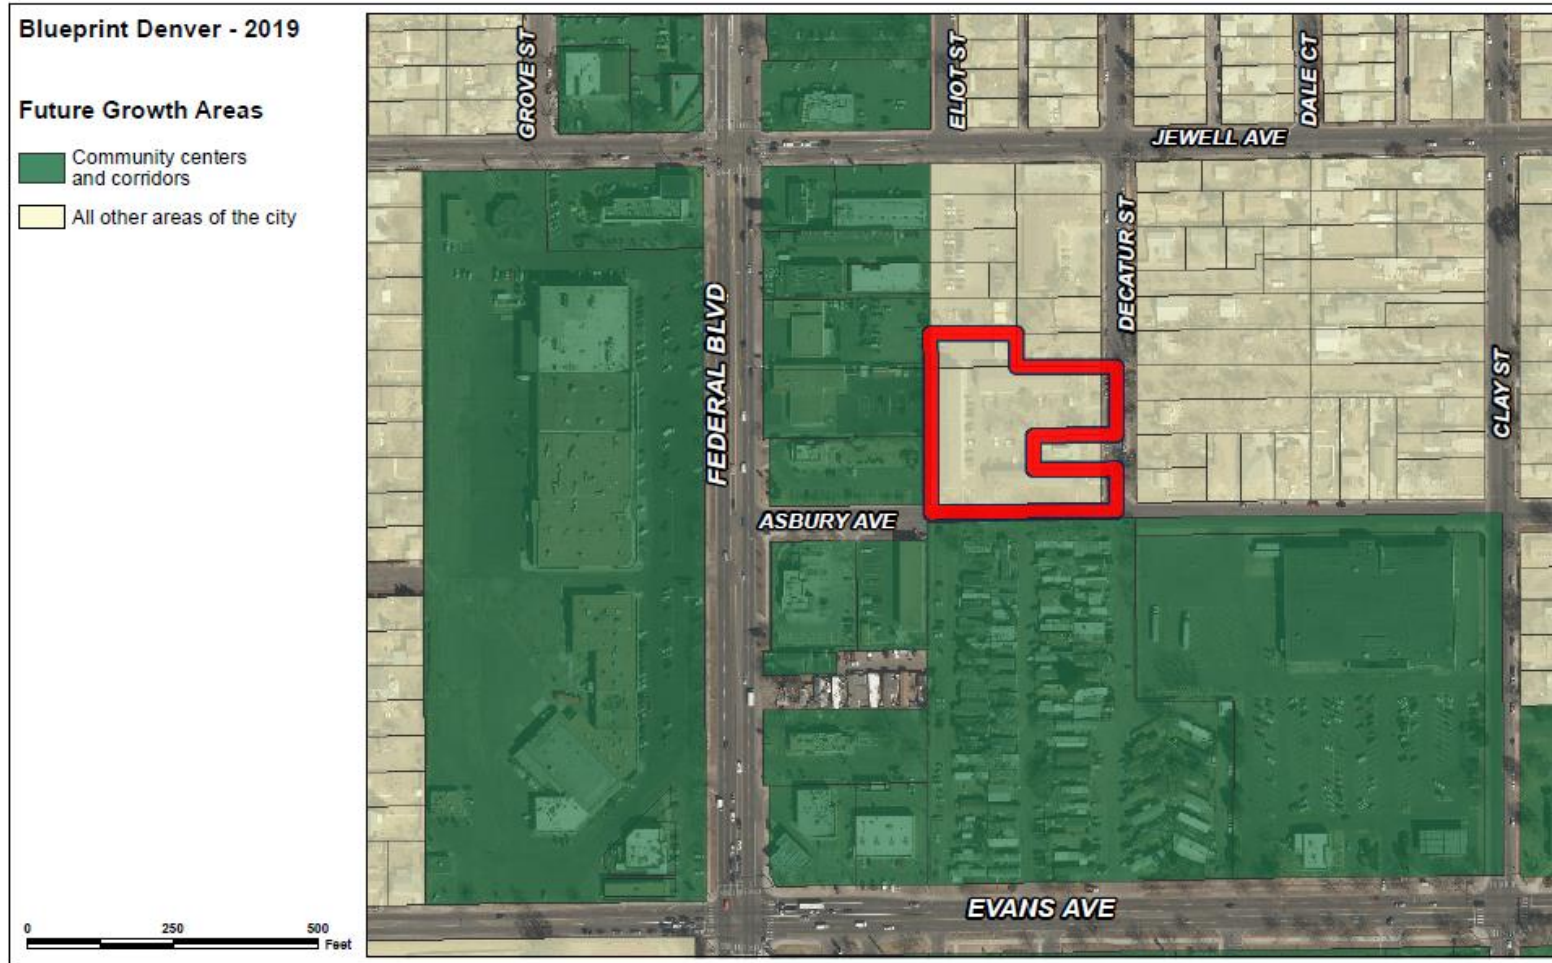 Blueprint Denver - 2019
Future Growth Areas
Community centers
and corridors
All other areas of the city
0 250 500
Feet
GROVE ST
ELIOT ST
DALE CT
JEWELL AVE
DECATUR ST
FEDERAL BLVD
CLAY ST
ASBURY AVE
EVANS AVE